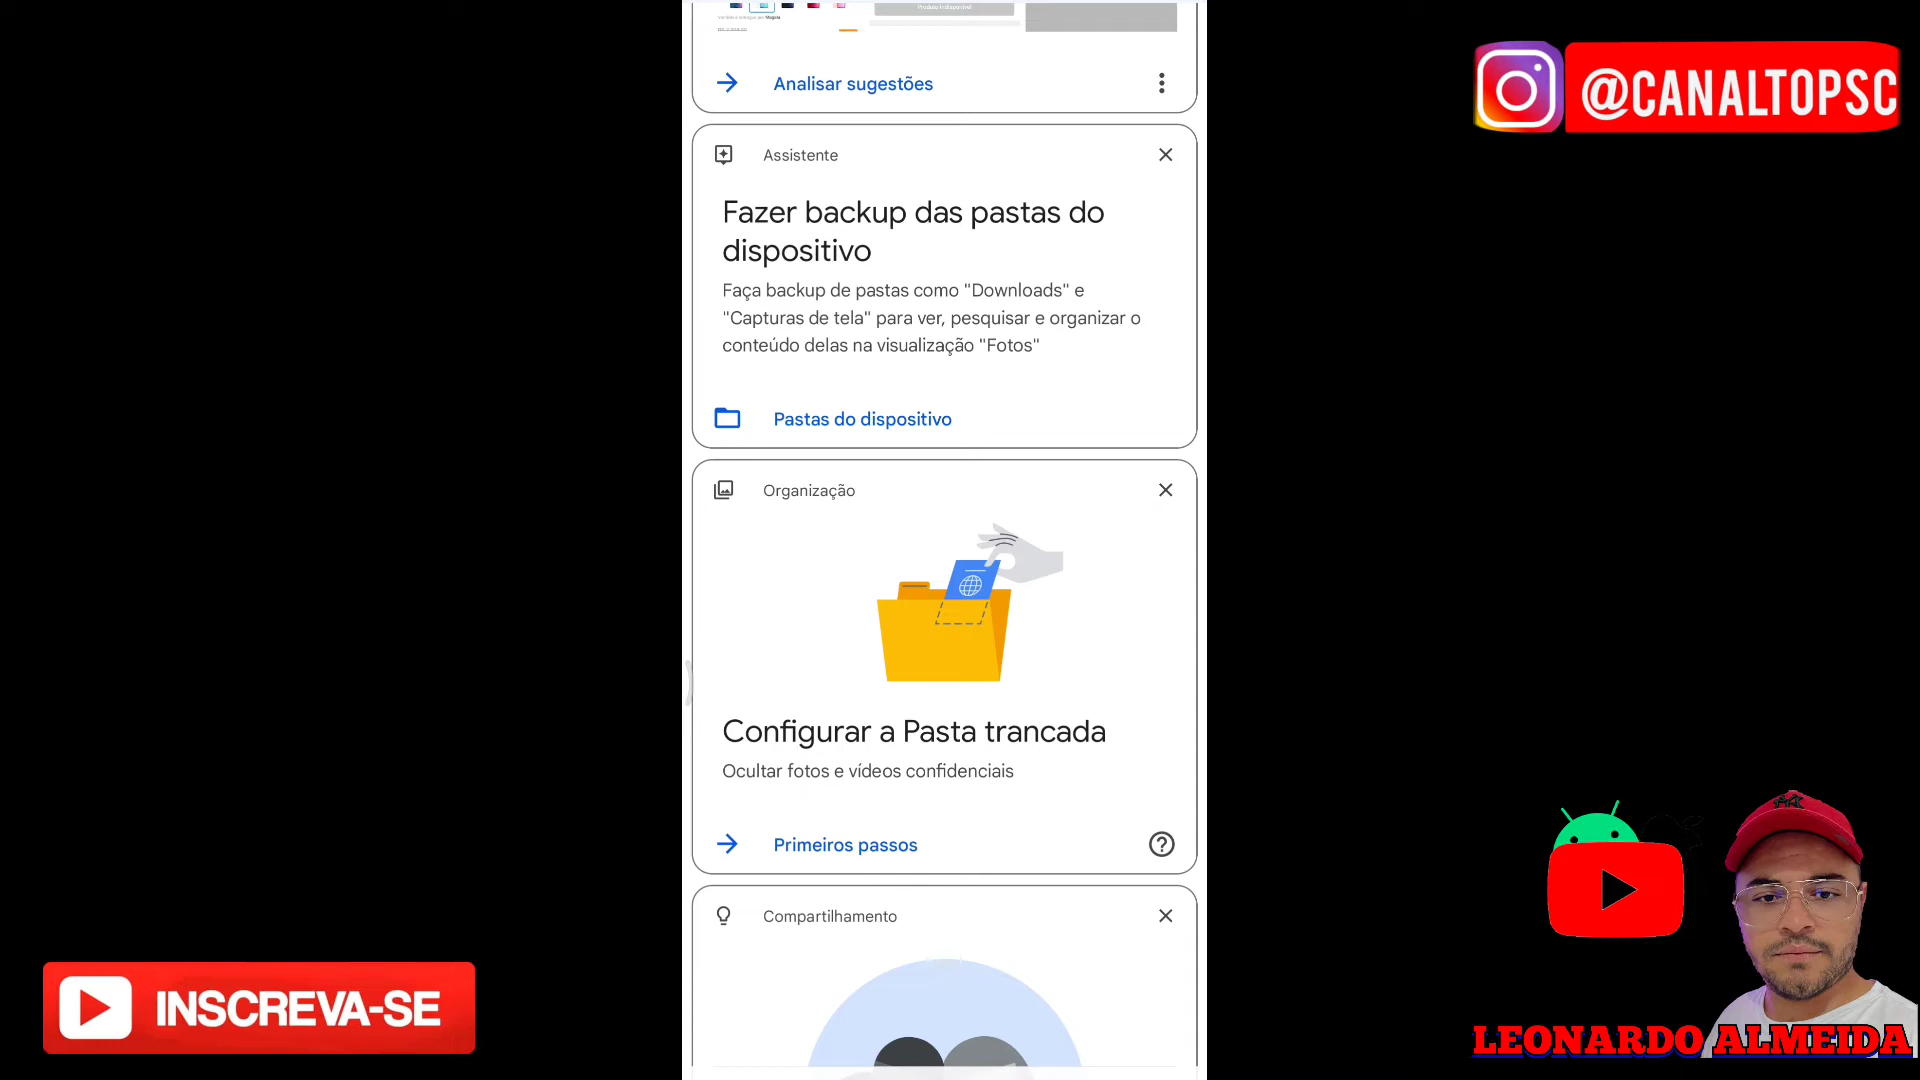 Produto Indisponível
Analisar sugestões
@CANALTOPSC
Assistente
Fazer backup das pastas do
dispositivo
Faça backup de pastas como "Downloads" e
"Capturas de tela" para ver, pesquisar e organizar o
conteúdo delas na visualização "Fotos"
Pastas do dispositivo
Organização
Configurar a Pasta trancada
Ocultar fotos e vídeos confidenciais
Primeiros passos
Compartilhamento
INSCREVA-SE
LEONARDO ALMEIDA